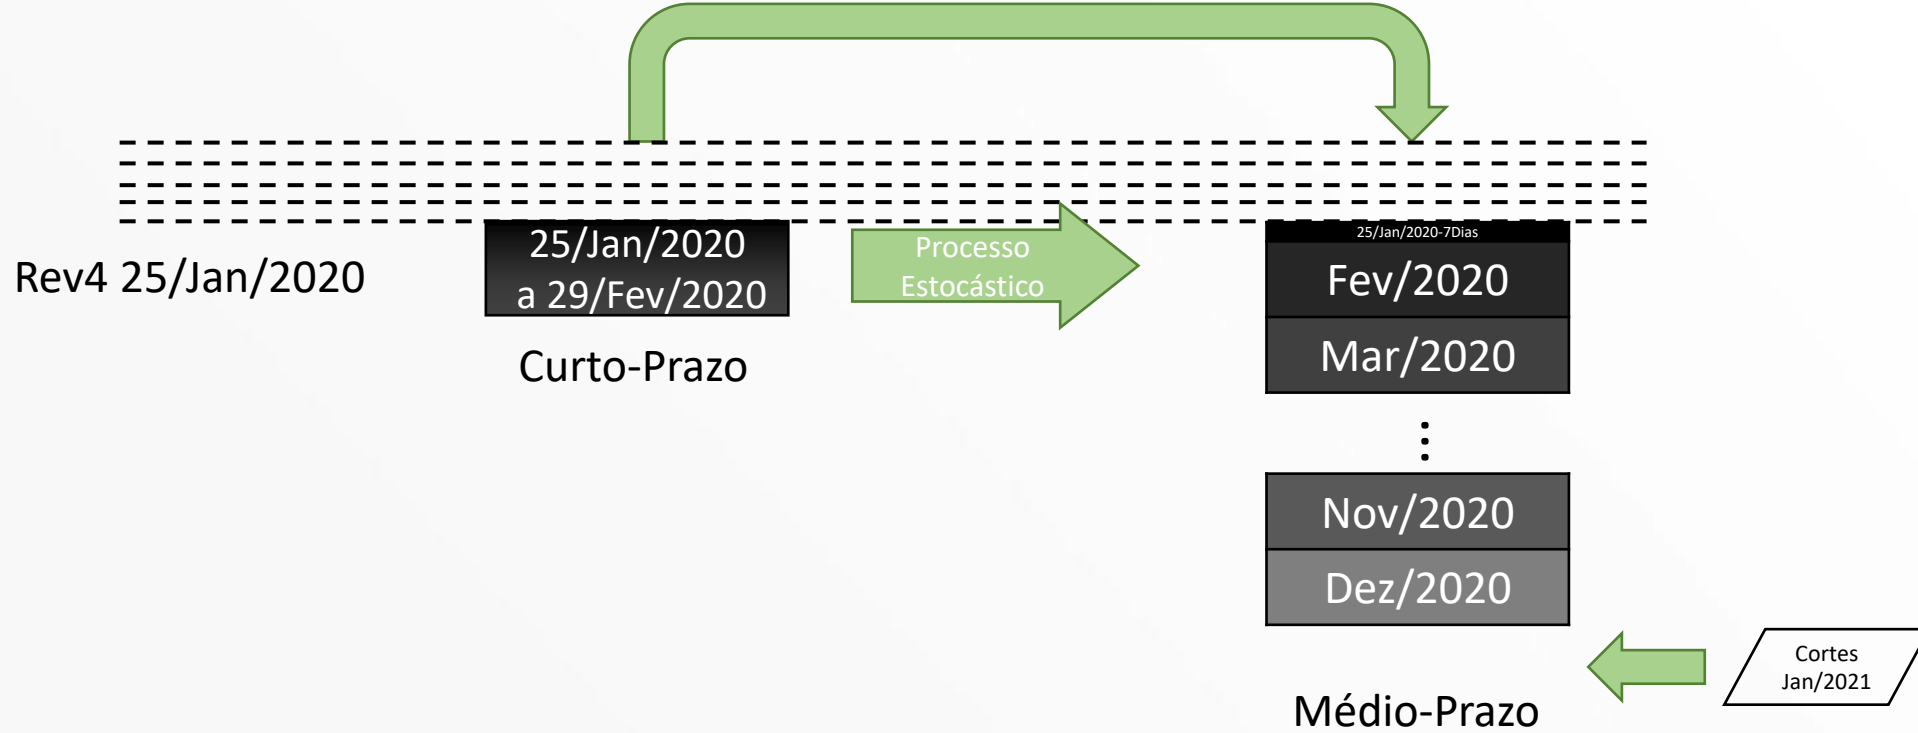 Rev4 25/Jan/2020
25/Jan/2020
a 29/Fev/2020
Curto-Prazo
Processo
Estocástico
25/Jan/2020-7Dias
Fev/2020
Mar/2020
⋮
Nov/2020
Dez/2020
Médio-Prazo
Cortes
Jan/2021